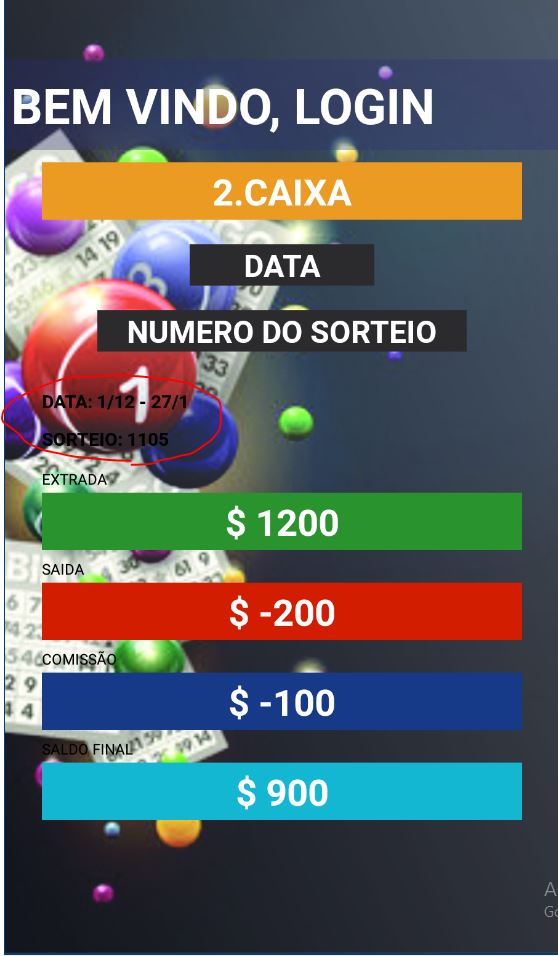 BEM VINDO, LOGIN
2.CAIXA
DATA
NUMERO DO SORTEIO
DATA: 1/12 - 27/1
SORTEIO: 1105
EXTRADA
$ 1200
SAIDA
$ -200
COMISSÃO
$ -100
SALDO FINAL
$ 900